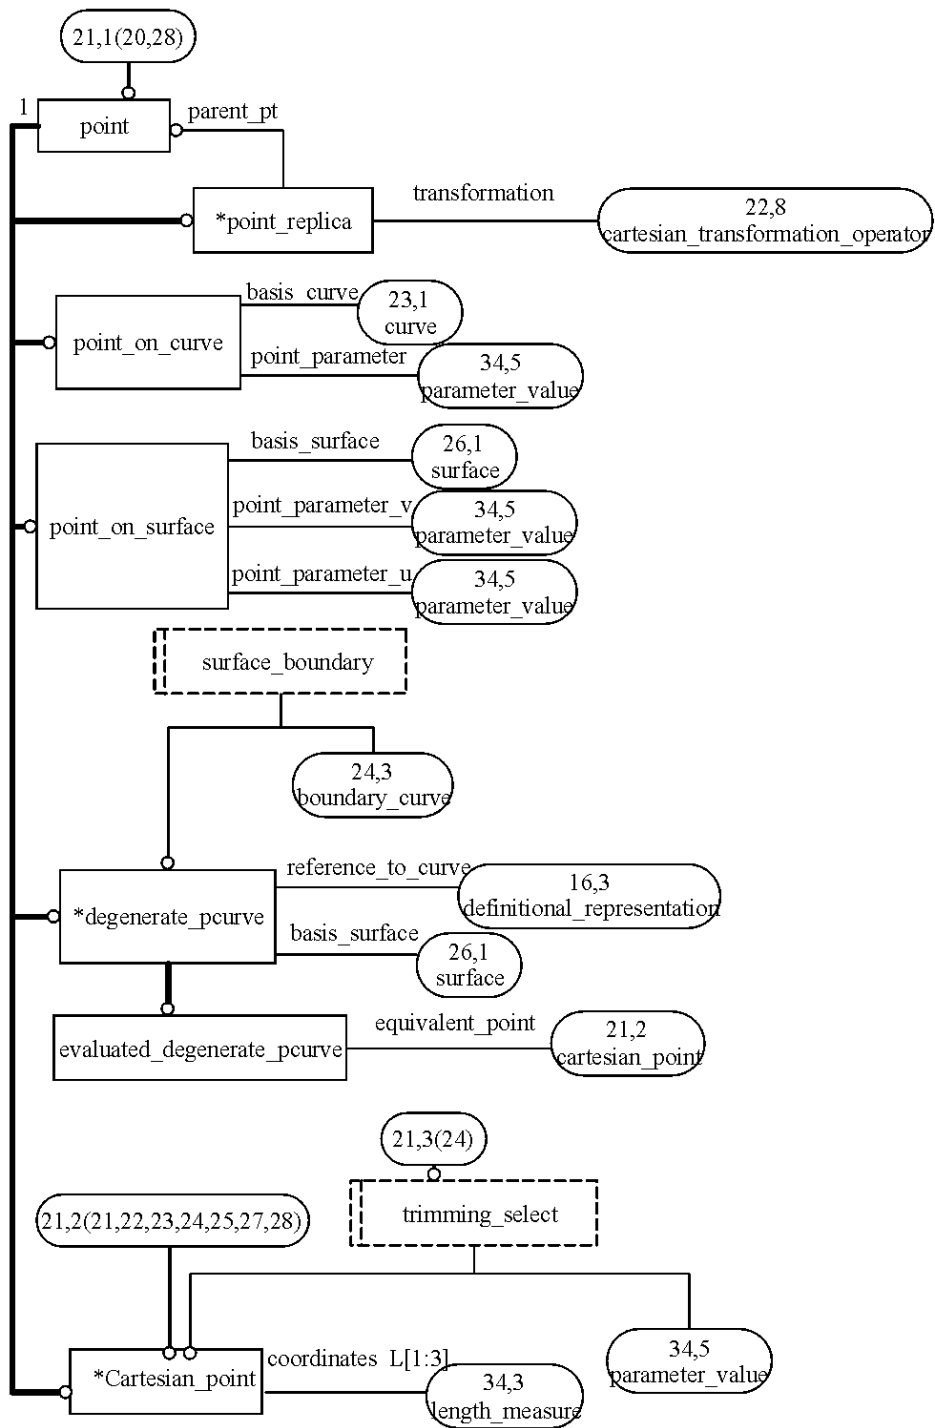 21,1(20,28)
1
point
parent_pt
*point_replica
transformation
22,8
cartesian_transformation_operator
point_on_curve
basis_curve
23,1
curve
point_parameter
34,5
parameter_value
point_on_surface
basis_surface
26,1
surface
point_parameter_v
34,5
parameter_value
point_parameter_u
34,5
parameter_value
surface_boundary
24,3
boundary_curve
*degenerate_pcurve
reference_to_curve
16,3
definitional_representation
basis_surface
26,1
surface
evaluated_degenerate_pcurve
equivalent_point
21,2
cartesian_point
21,3(24)
trimming_select
21,2(21,22,23,24,25,27,28)
*Cartesian_point
coordinates L[1:3]
34,3
length_measure
34,5
parameter_value